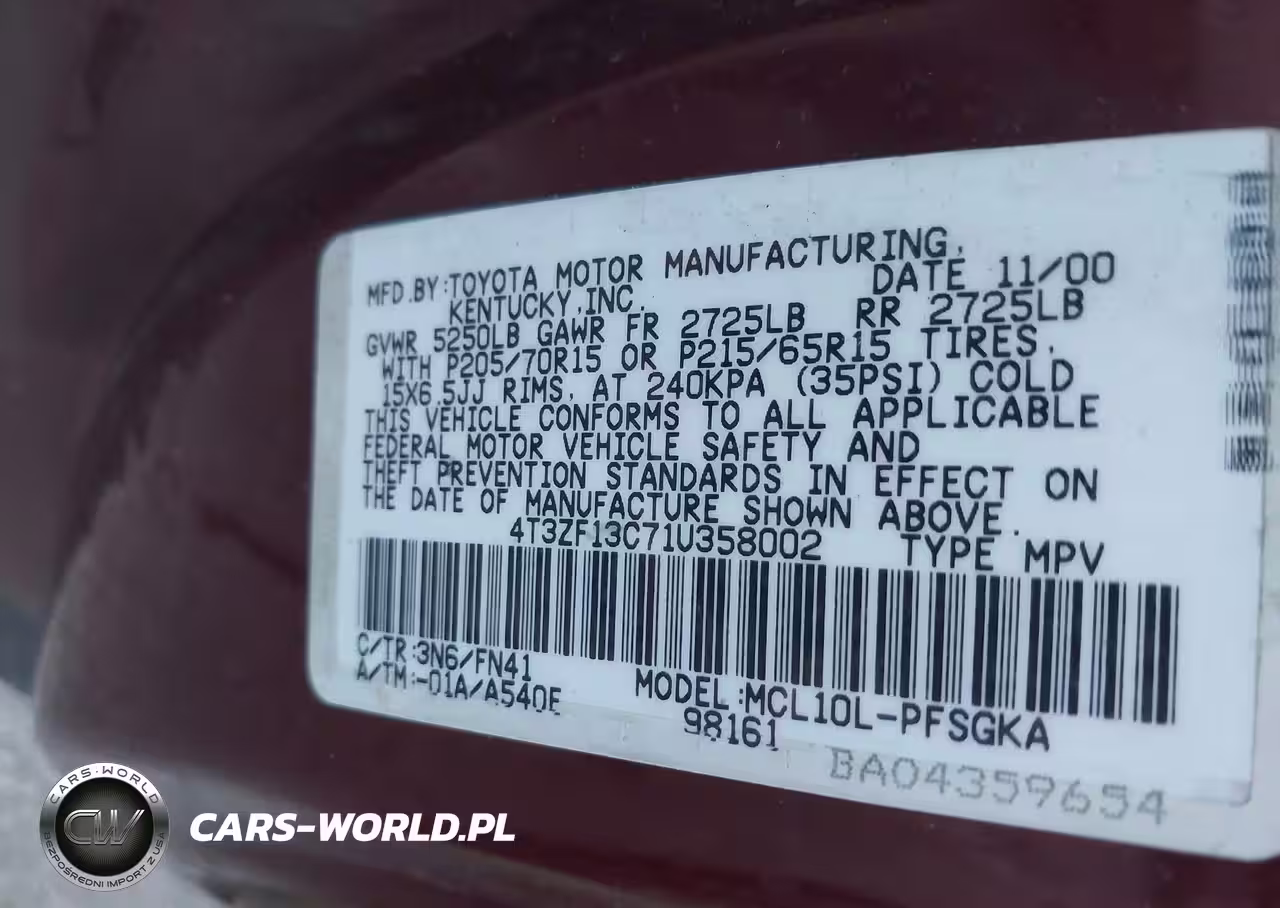 MFD.BY:TOYOTA MOTOR MANUFACTURING,
KENTUCKY,INC. DATE 11/00
GVWR 5250LB GAWR FR 2725LB RR 2725LB
WITH P205/70R15 OR P215/65R15 TIRES,
15X6.5JJ RIMS, AT 240KPA (35PSI) COLD
THIS VEHICLE CONFORMS TO ALL APPLICABLE
FEDERAL MOTOR VEHICLE SAFETY AND
THEFT PREVENTION STANDARDS IN EFFECT ON
THE DATE OF MANUFACTURE SHOWN ABOVE.
4T3ZF13C71U358002 TYPE MPV
C/TR:3N6/FN41
A/TM:-01A/A540E MODEL:MCL10L-PFSGKA
98161
BA04359654
CARS-WORLD
CW
BEZPOŚREDNI IMPORT Z USA
CARS-WORLD.PL